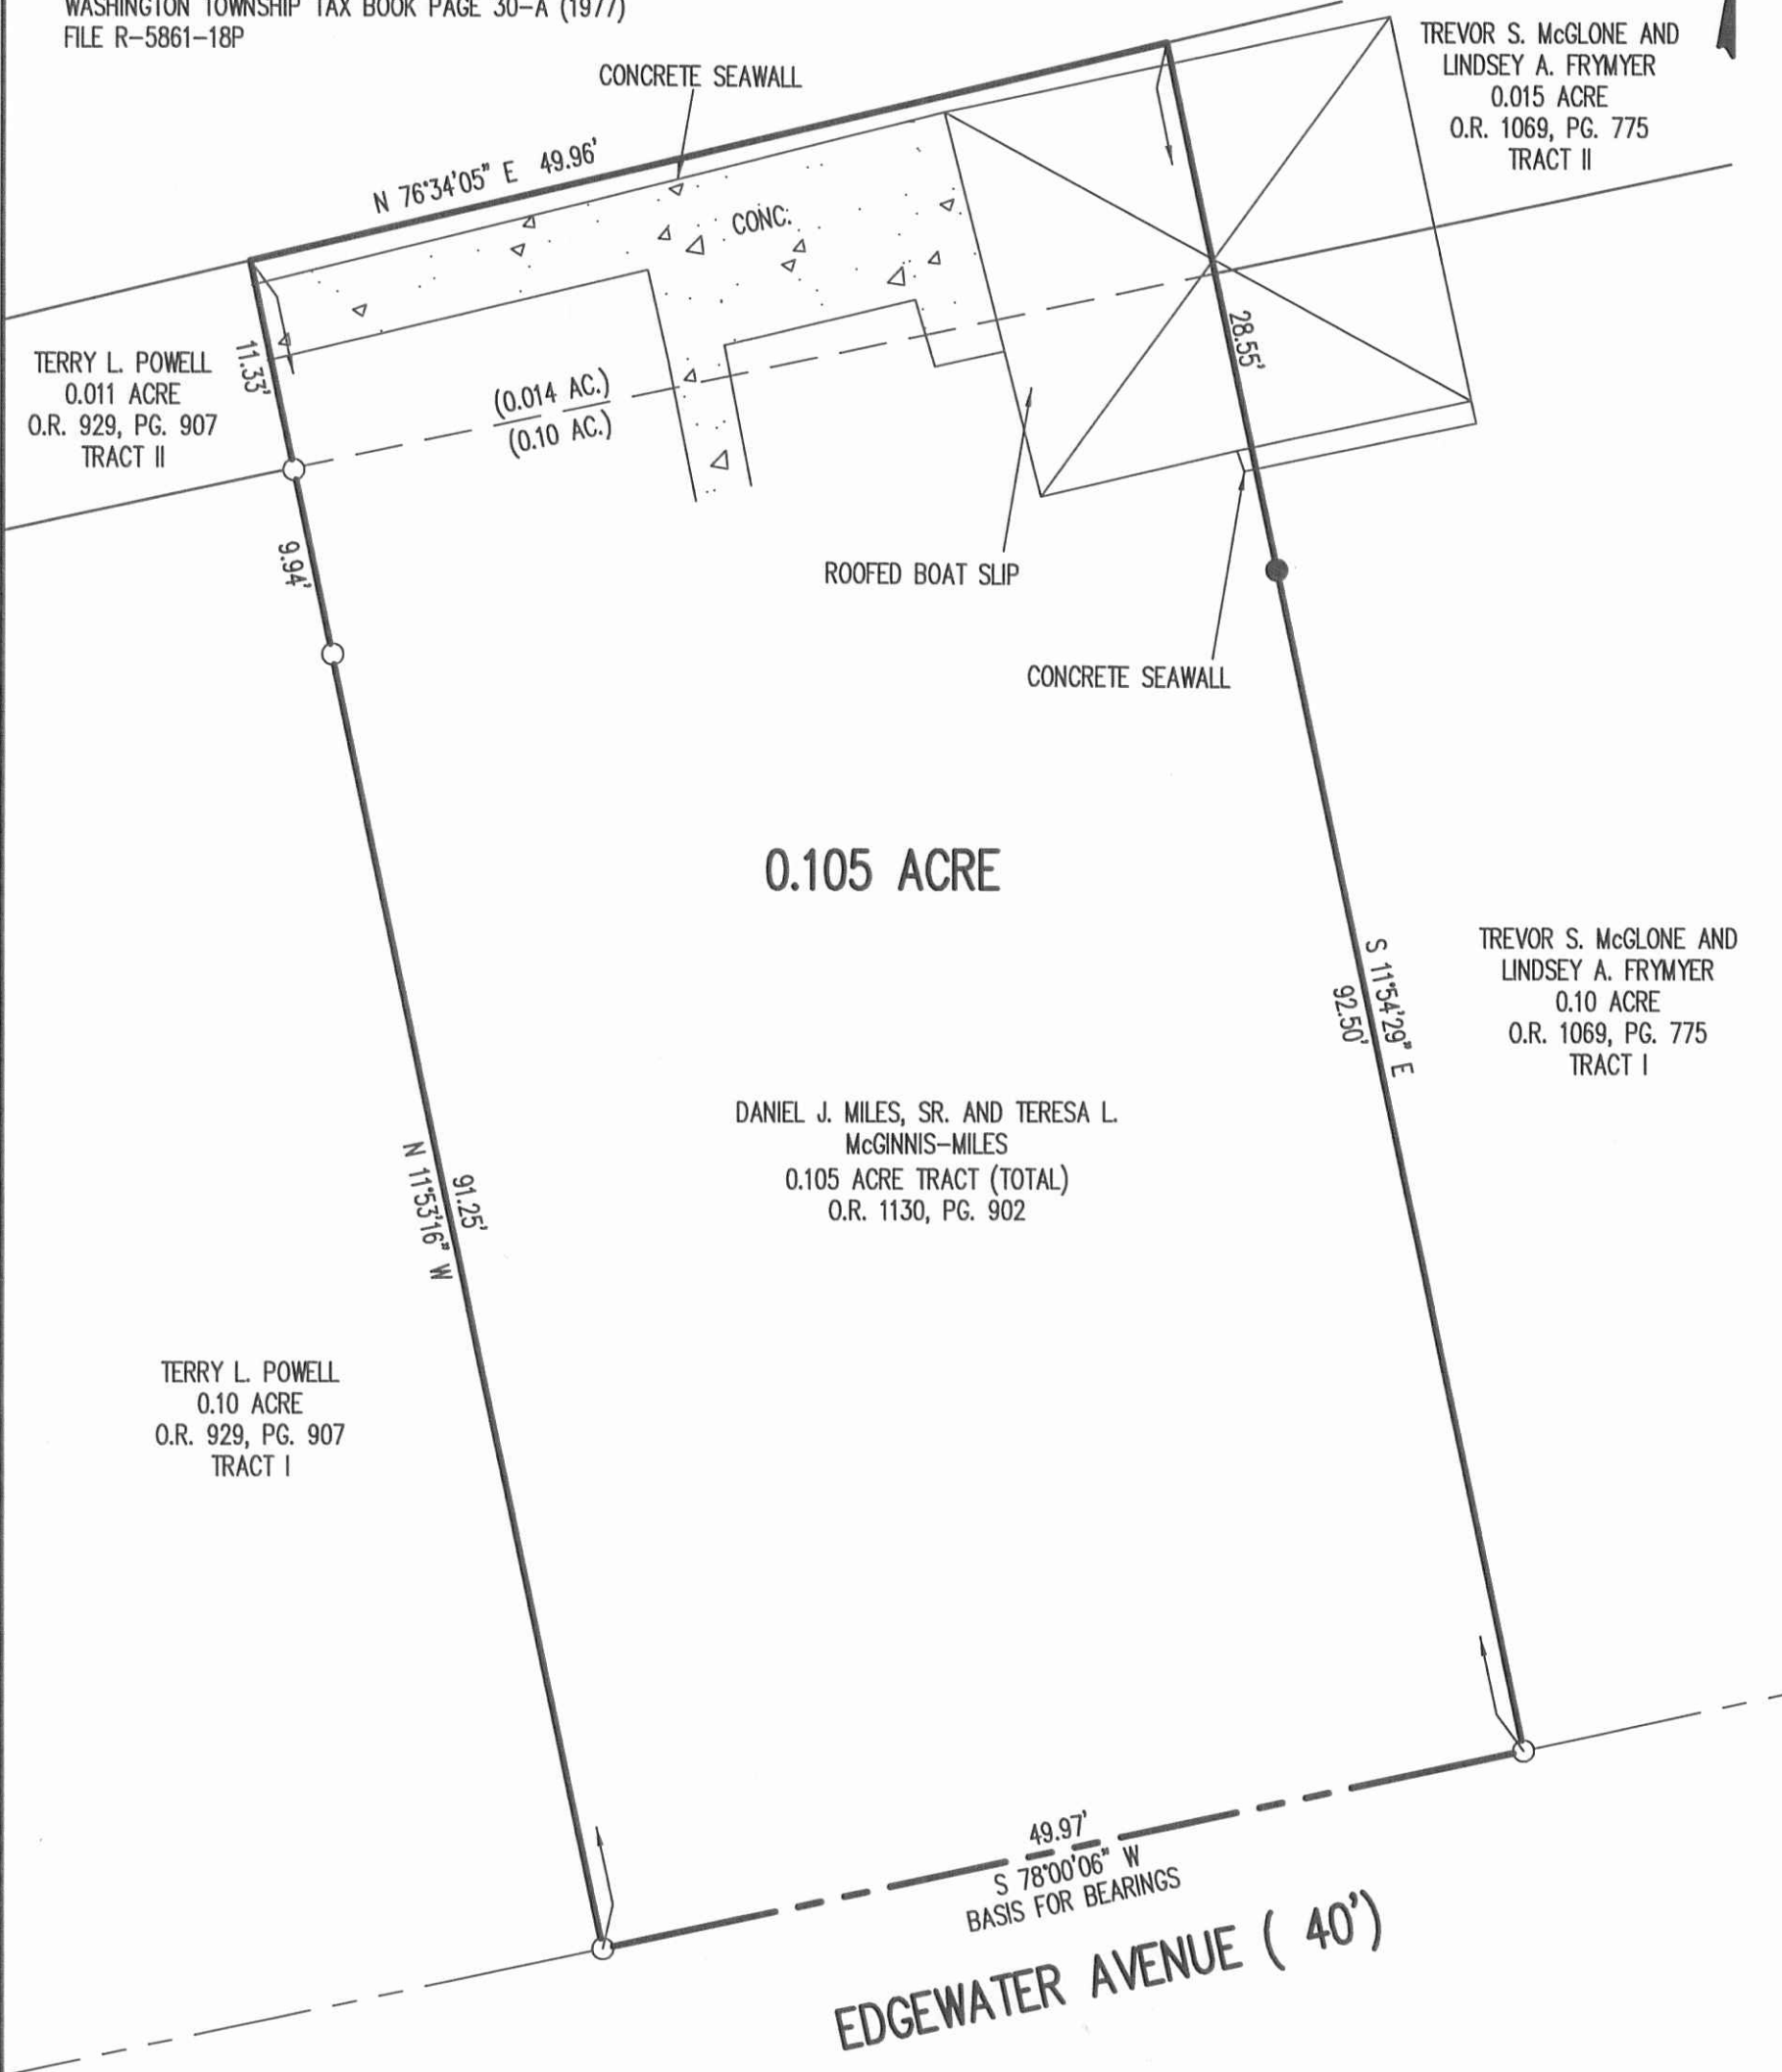 WASHINGTON TOWNSHIP TAX BOOK PAGE 30-A (1977)
FILE R-5861-18P
CONCRETE SEAWALL
TREVOR S. McGLONE AND
LINDSEY A. FRYMYER
0.015 ACRE
O.R. 1069, PG. 775
TRACT II
N 76°34'05" E 49.96'
CONC.
TERRY L. POWELL
0.011 ACRE
O.R. 929, PG. 907
TRACT II
11.33'
28.55'
(0.014 AC.)
(0.10 AC.)
9.94'
ROOFED BOAT SLIP
CONCRETE SEAWALL
0.105 ACRE
S 11°54'29" E
92.50'
TREVOR S. McGLONE AND
LINDSEY A. FRYMYER
0.10 ACRE
O.R. 1069, PG. 775
TRACT I
DANIEL J. MILES, SR. AND TERESA L.
McGINNIS-MILES
0.105 ACRE TRACT (TOTAL)
O.R. 1130, PG. 902
N 11°53'16" W
91.25'
TERRY L. POWELL
0.10 ACRE
O.R. 929, PG. 907
TRACT I
49.97'
S 78°00'06" W
BASIS FOR BEARINGS
EDGEWATER AVENUE ( 40')